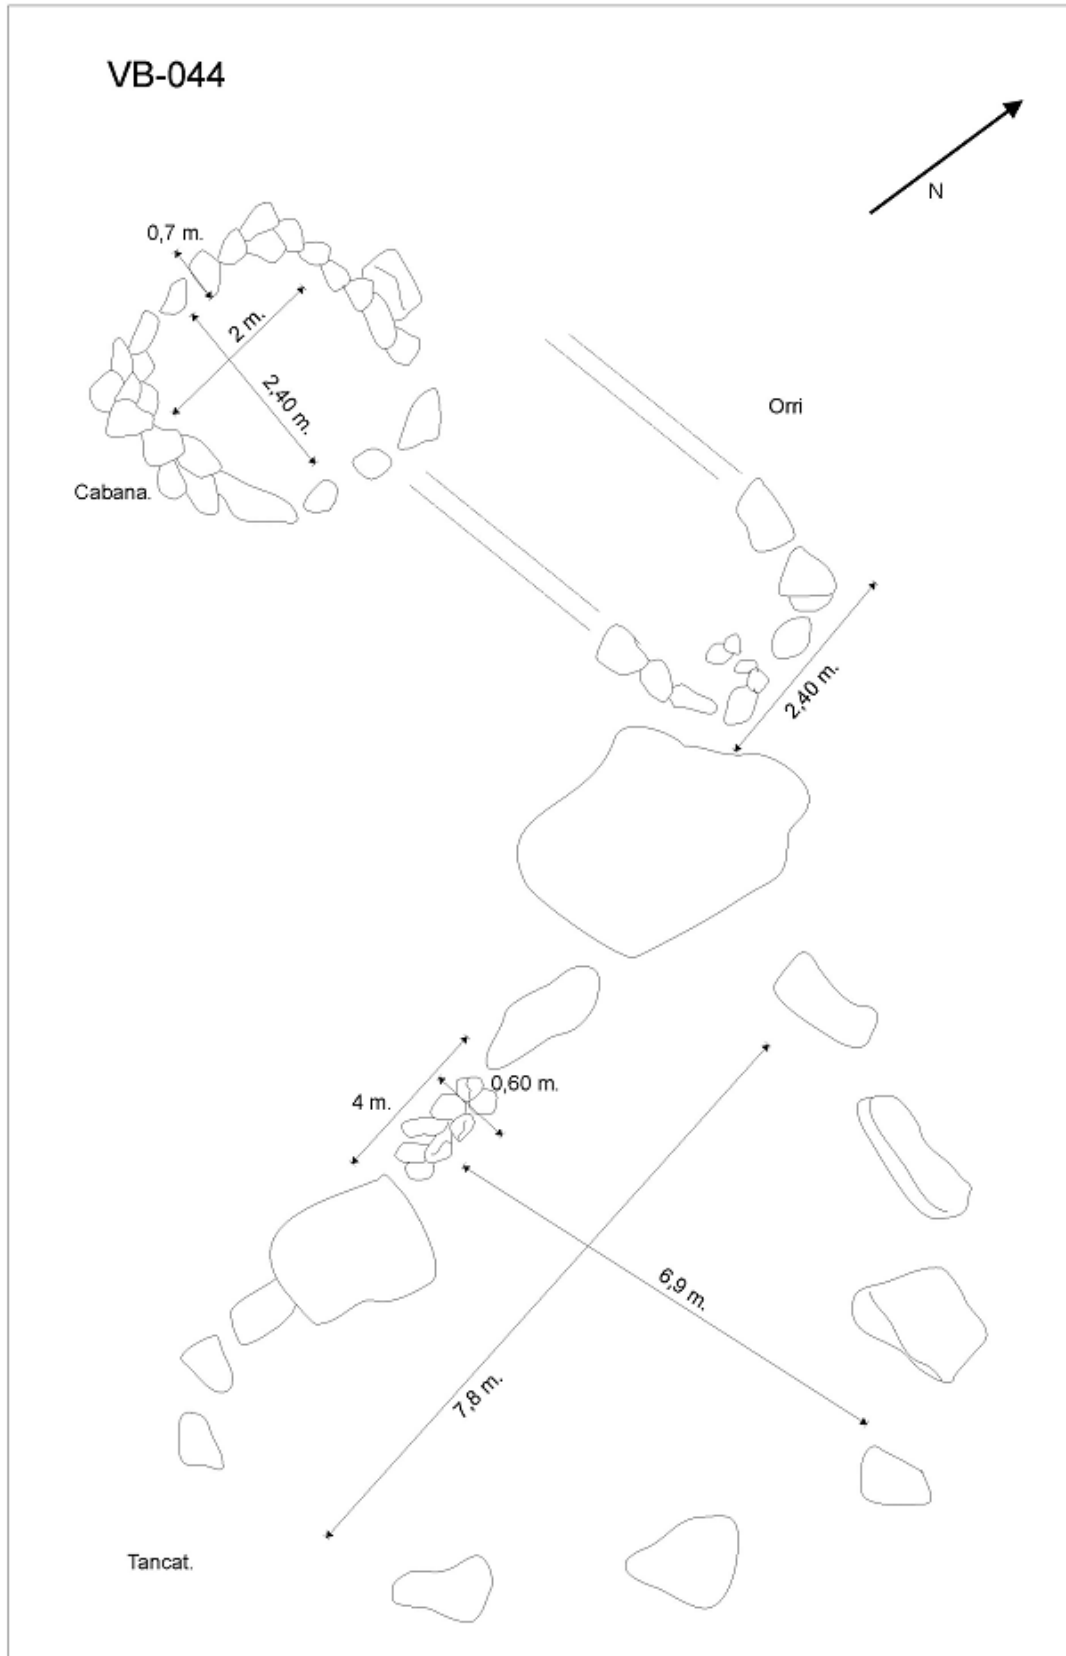 VB-044
N
0,7 m.
2 m.
2,40 m.
Orri
Cabana.
2,40 m.
4 m.
0,60 m.
6,9 m.
7,8 m.
Tancat.